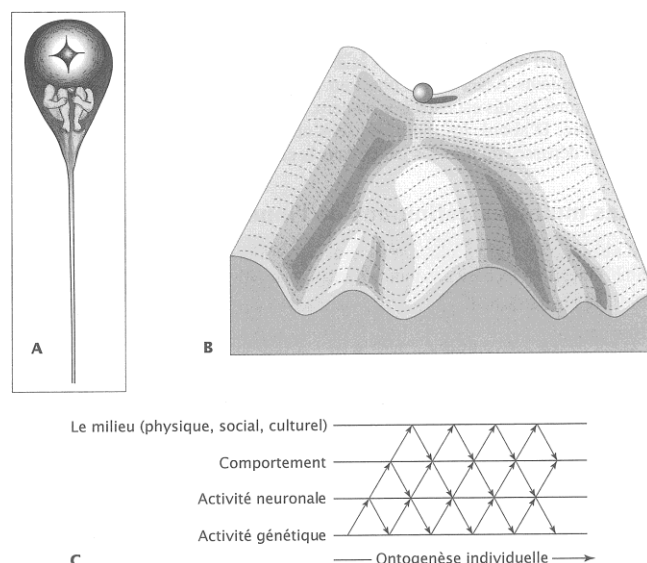 A
B
Le milieu (physique, social, culturel)
Comportement
Activité neuronale
Activité génétique
C
Ontogenèse individuelle